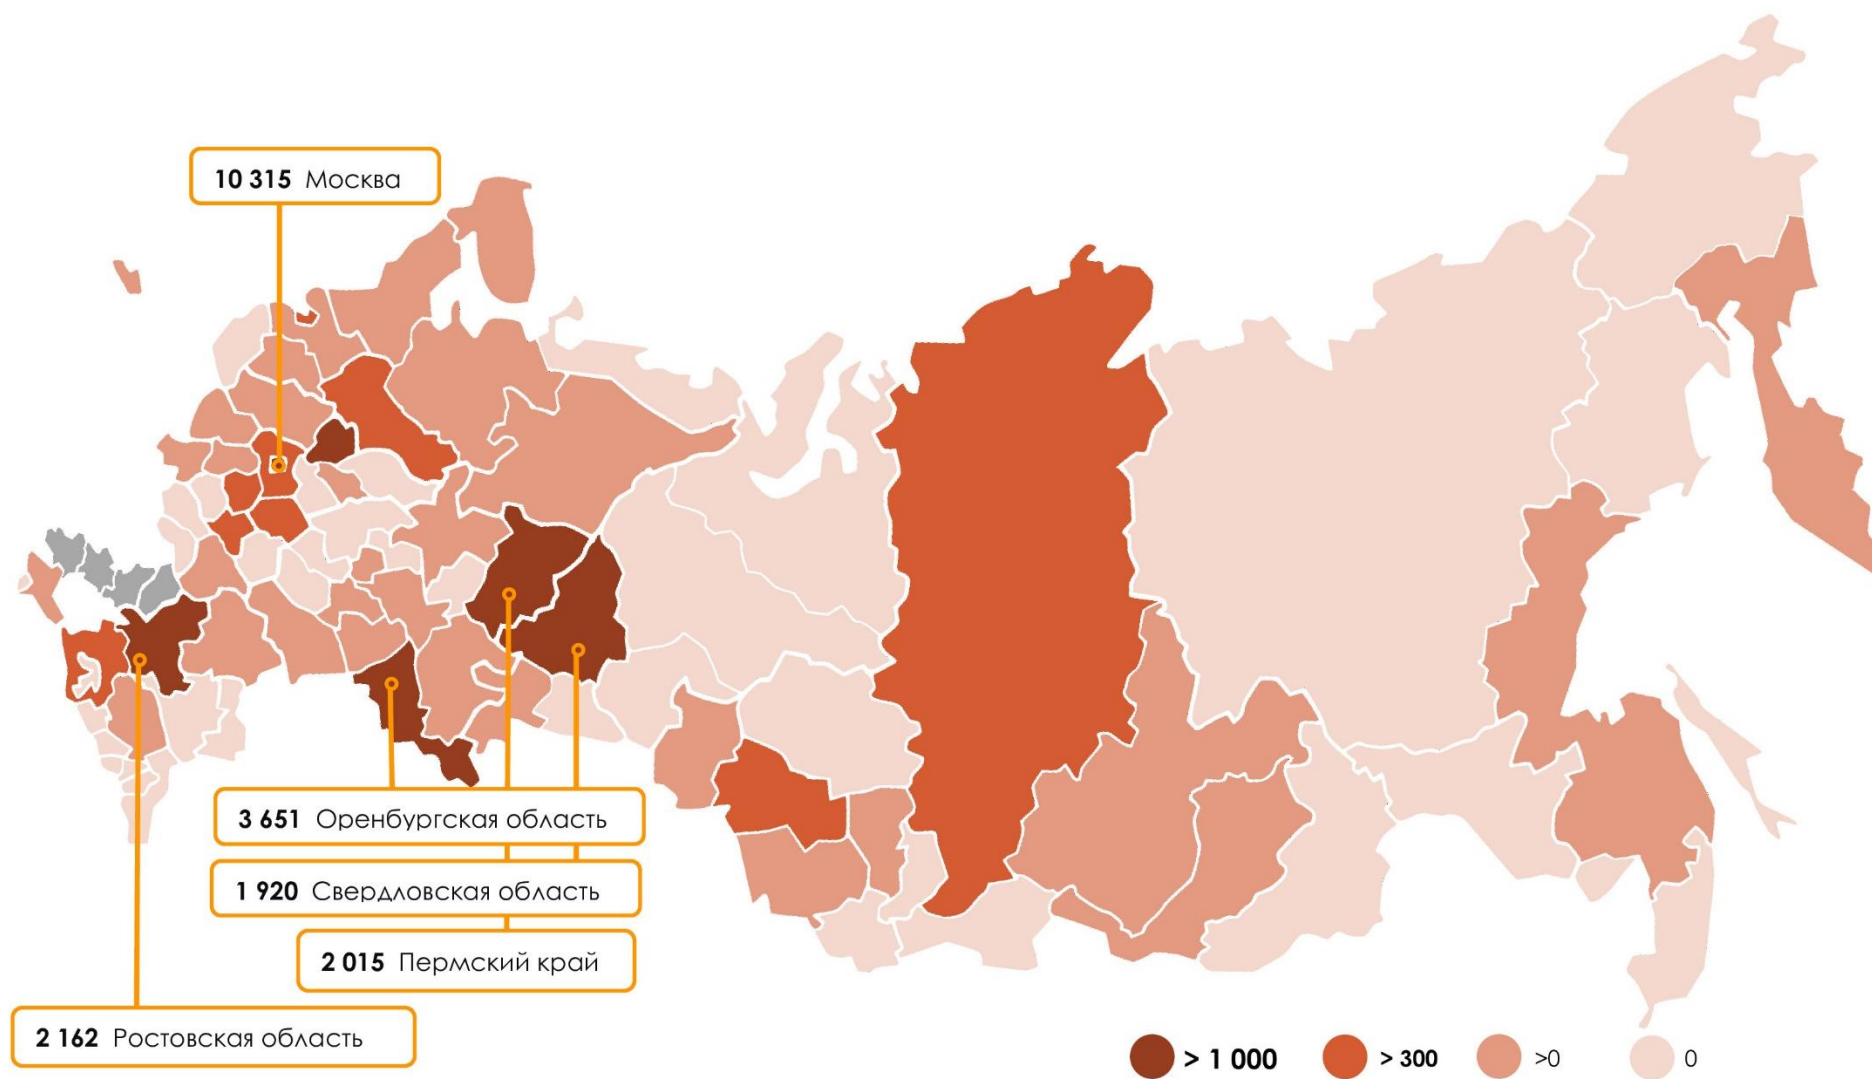 10 315 Москва
3 651 Оренбургская область
1 920 Свердловская область
2 015 Пермский край
2 162 Ростовская область
> 1 000 > 300 >0 0